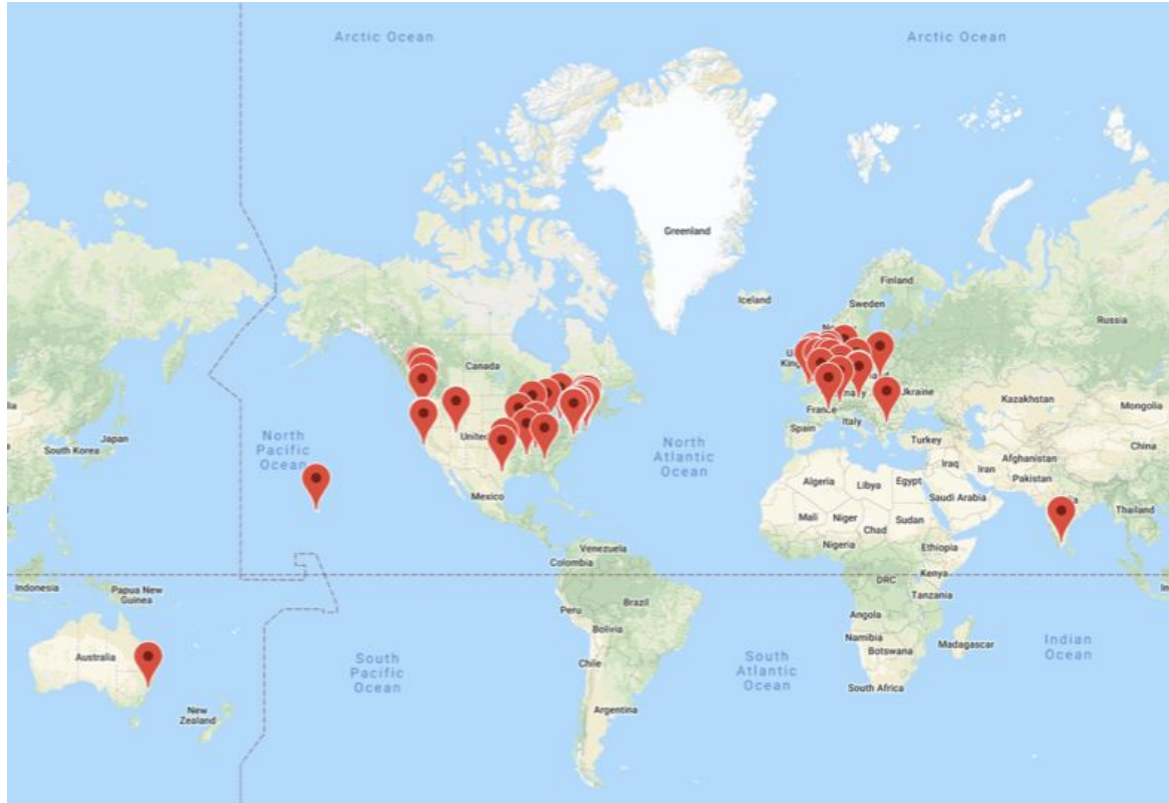 Arctic Ocean
Arctic Ocean
Greenland
Iceland
Finland
Sweden
Russia
Canada
Ukraine
Kazakhstan
Mongolia
France
Italy
Spain
Turkey
China
Japan
South Korea
North
Pacific
Ocean
North
Atlantic
Ocean
Mexico
Iraq
Iran
Afghanistan
Pakistan
Algeria
Libya
Egypt
Saudi Arabia
Thailand
Mali
Niger
Chad
Sudan
Nigeria
Ethiopia
Venezuela
Colombia
Kenya
DRC
Tanzania
Indonesia
Papua New
Guinea
Brazil
Peru
Angola
Bolivia
Namibia
Botswana
Madagascar
Indian
Ocean
Australia
South
Pacific
Ocean
South
Atlantic
Ocean
Chile
South Africa
New
Zealand
Argentina